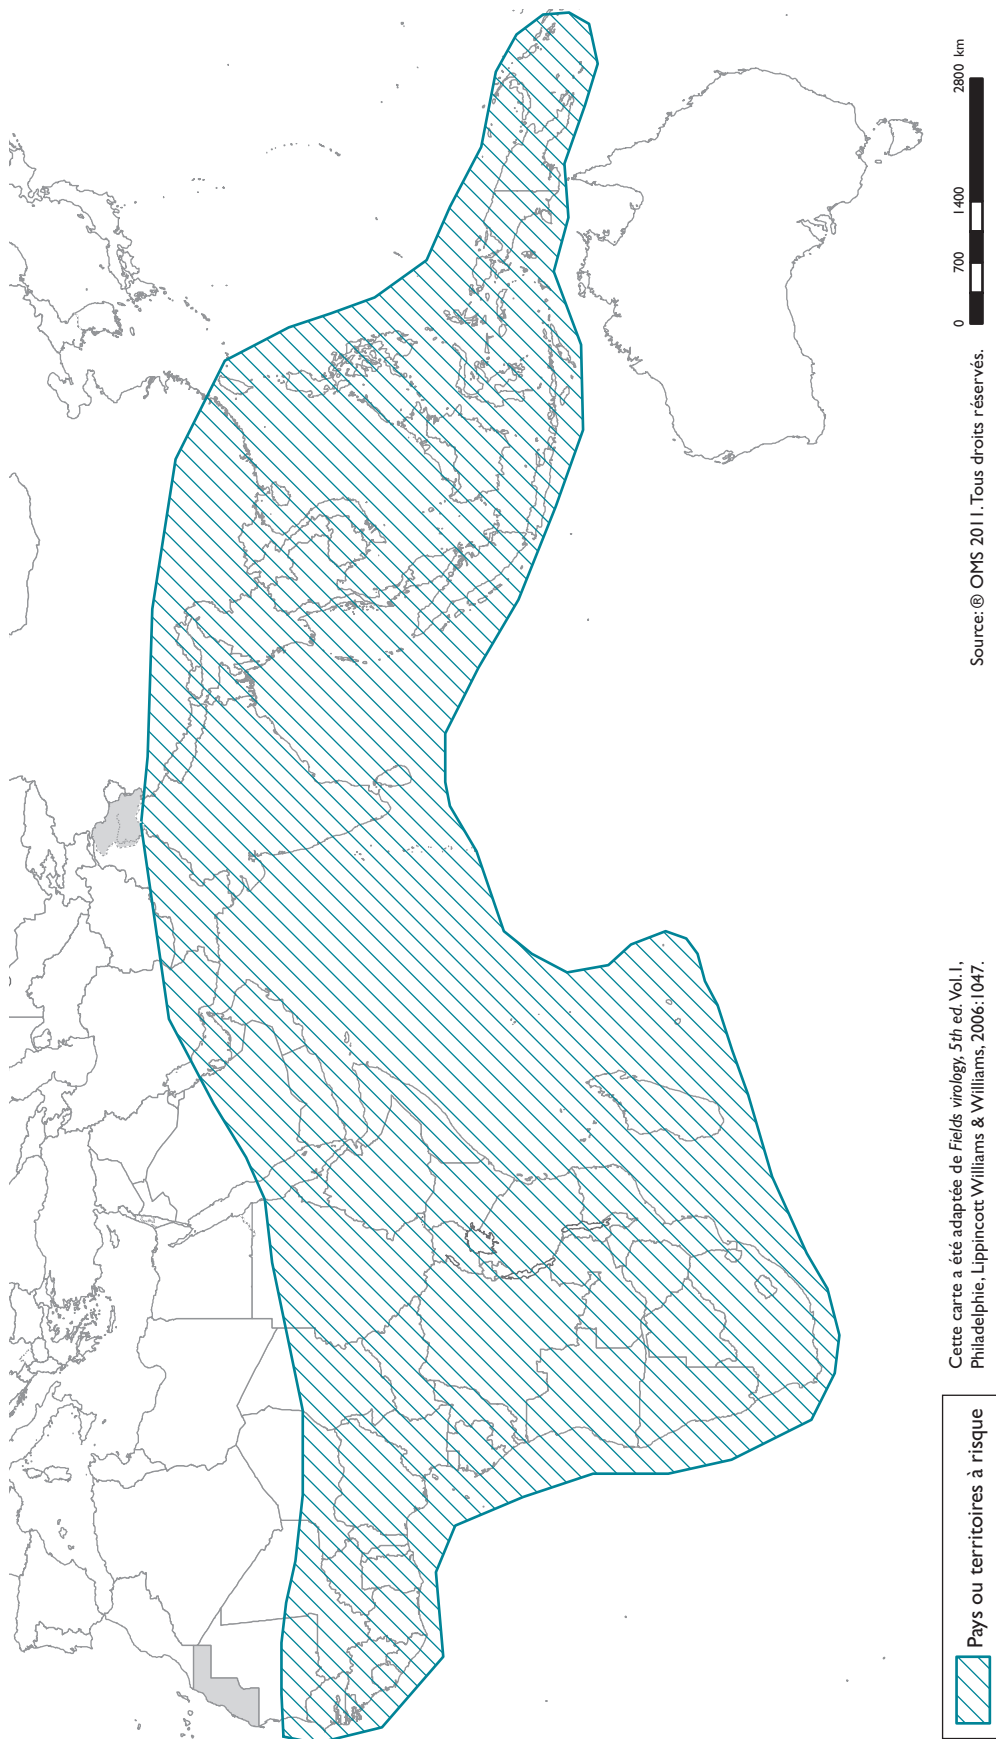 Pays ou territoires à risque
Cette carte a été adaptée de Fields virology, 5th ed. Vol.1,
Philadelphie, Lippincott Williams & Williams, 2006:1047.
Source: ® OMS 2011. Tous droits réservés.
0 700 1400 2800 km